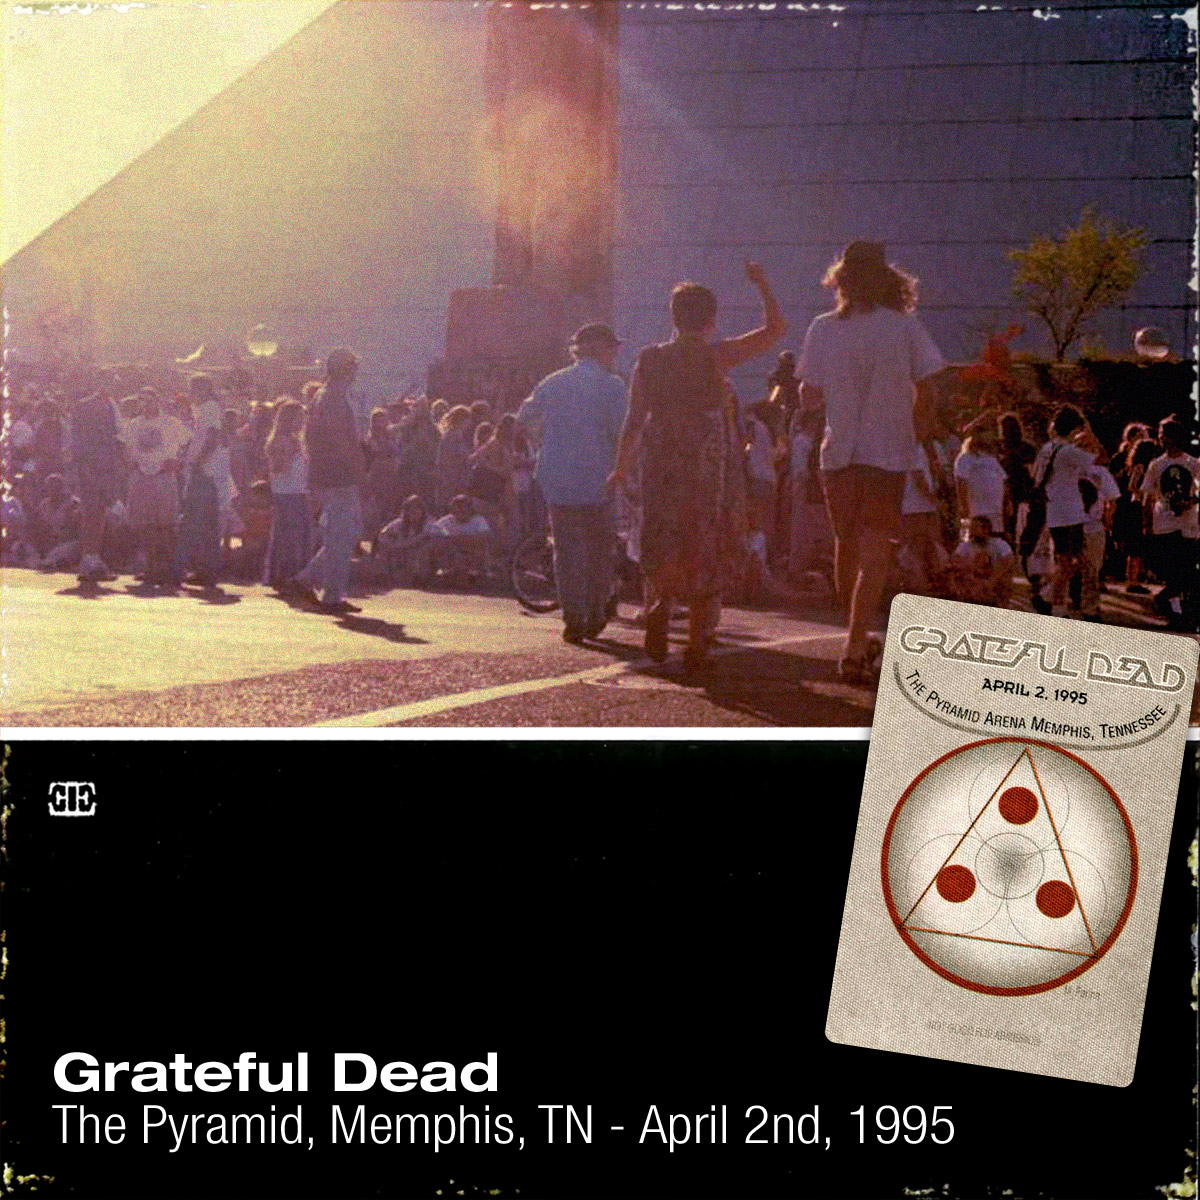 GRATEFUL DEAD
APRIL 2, 1995
THE PYRAMID ARENA MEMPHIS, TENNESSEE
NOT GOOD FOR ADMISSION
Grateful Dead
The Pyramid, Memphis, TN - April 2nd, 1995